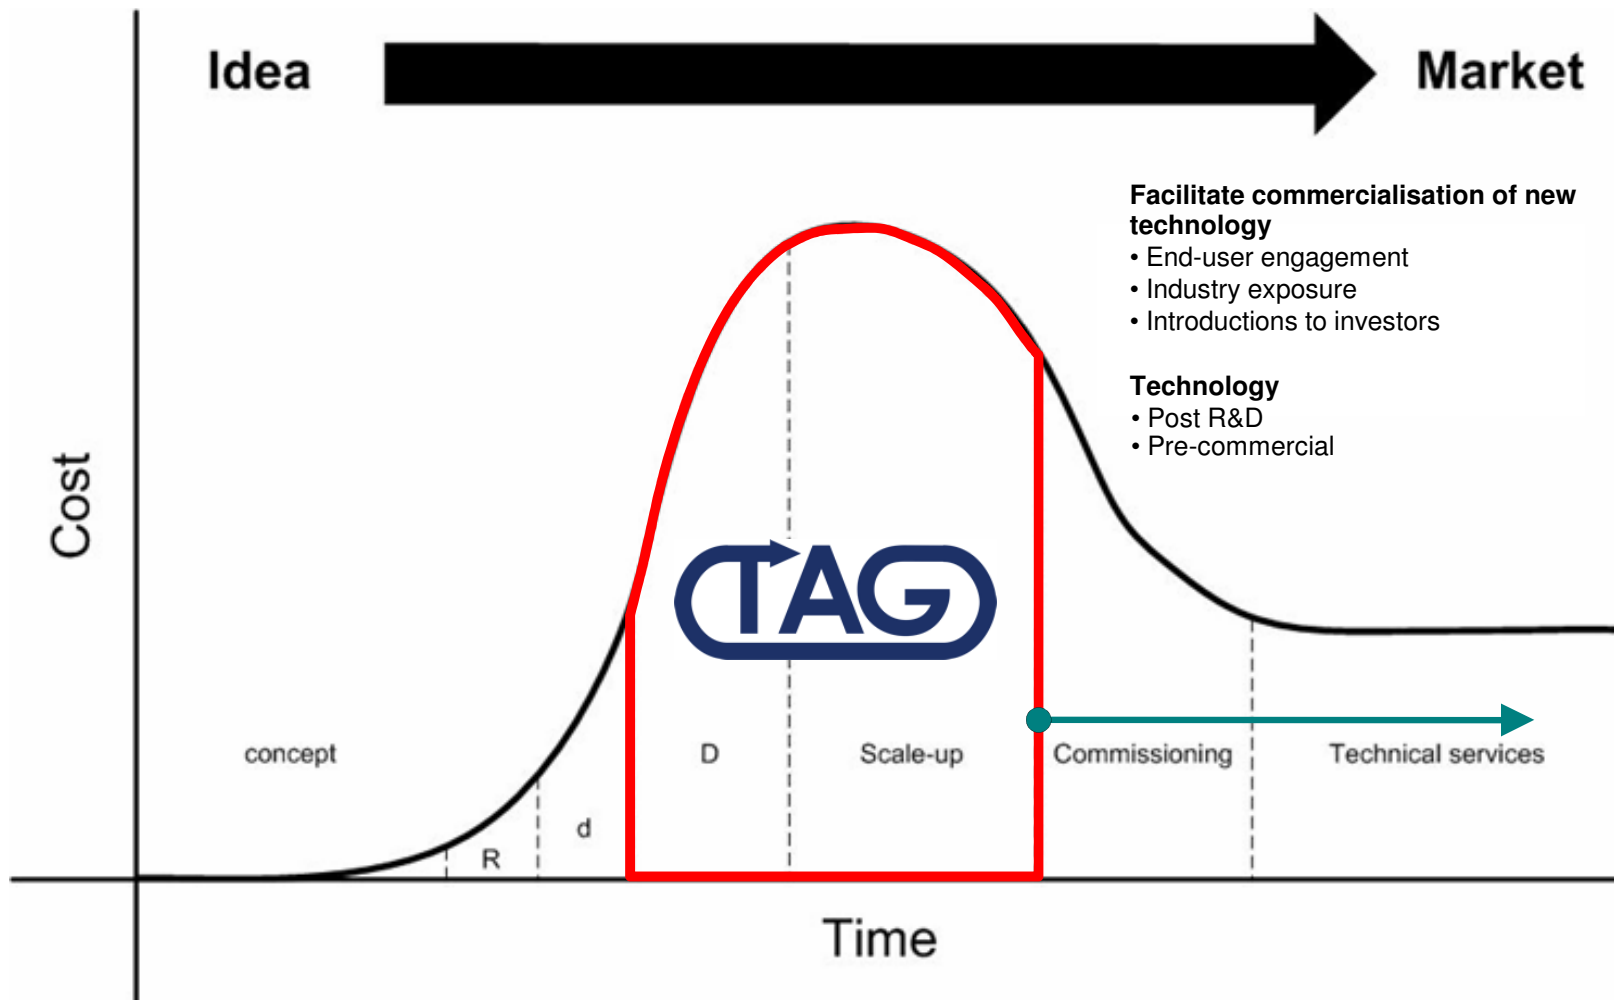 Idea
Market
Facilitate commercialisation of new
technology
• End-user engagement
• Industry exposure
• Introductions to investors
Technology
• Post R&D
• Pre-commercial
Cost
TAG
concept
R
d
D
Scale-up
Commissioning
Technical services
Time